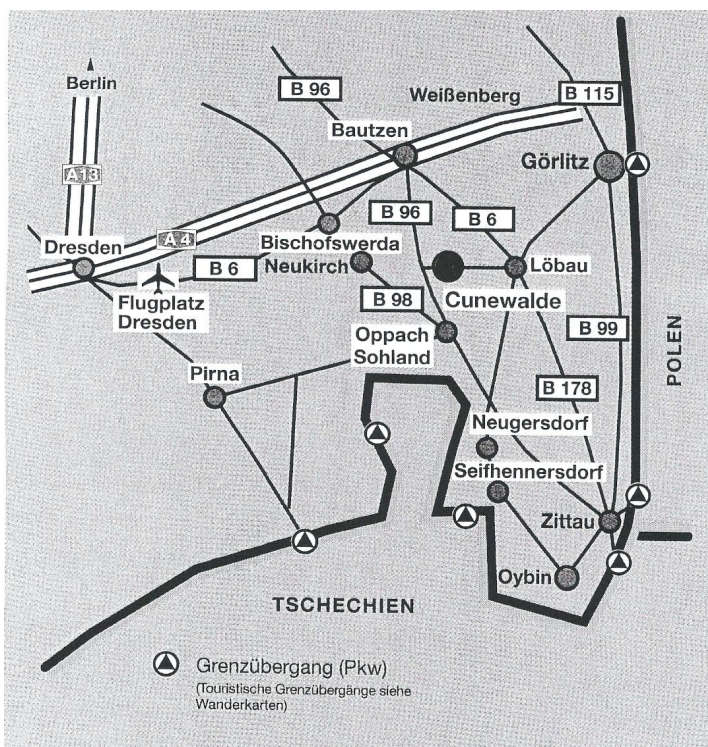 Berlin
B 96
Weißenberg
B 115
Bautzen
Görlitz
A 13
B 96
B 6
Dresden
A 4
Bischofswerda
Neukirch
Löbau
B 6
Flugplatz
Dresden
B 98
Cunewalde
Oppach
Sohland
B 99
POLEN
Pirna
B 178
Neugersdorf
Seifhennersdorf
Zittau
Oybin
TSCHECHIEN
Grenzübergang (Pkw)
(Touristische Grenzübergänge siehe
Wanderkarten)